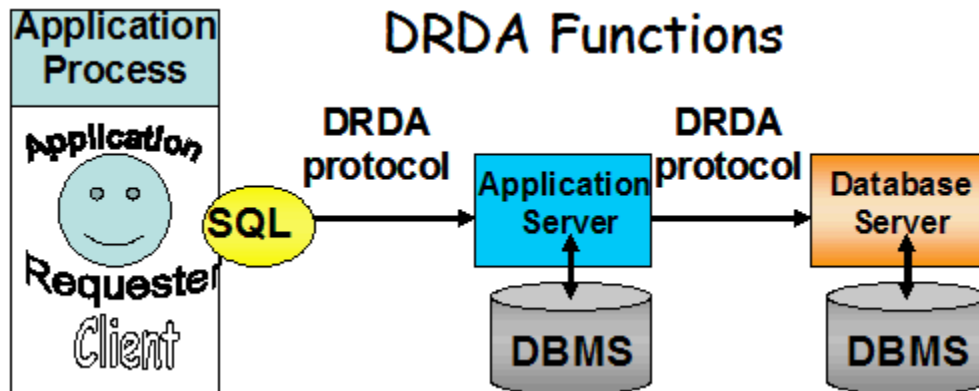 DRDA Functions
Application
Process
Application
Requester
Client
SQL
DRDA
protocol
Application
Server
DBMS
DRDA
protocol
Database
Server
DBMS